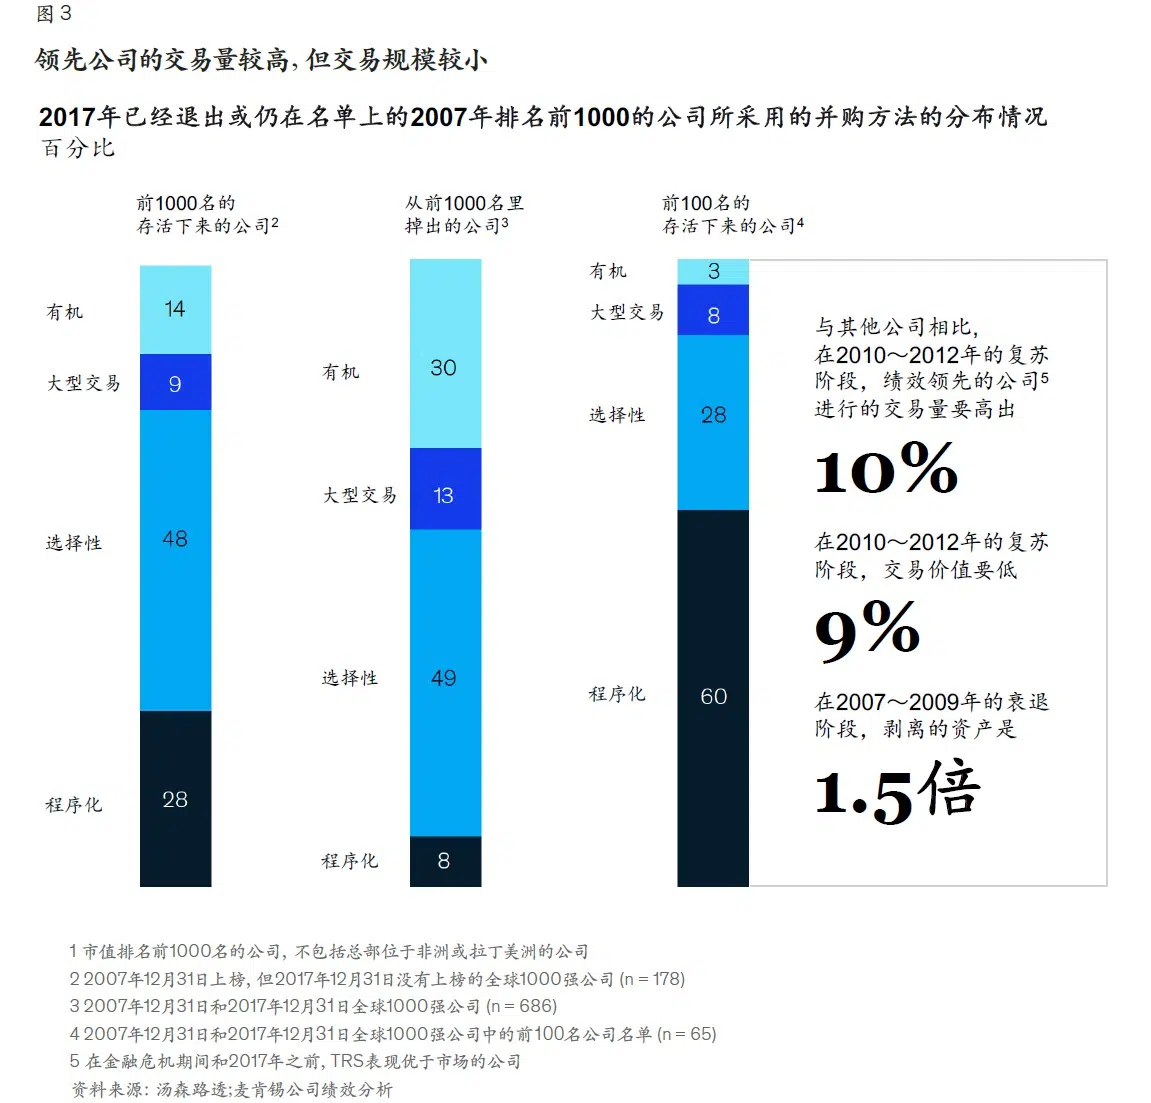 图 3
领先公司的交易量较高, 但交易规模较小
2017年已经退出或仍在名单上的2007年排名前1000的公司所采用的并购方法的分布情况
百分比
前1000名的
存活下来的公司2
有机
14
大型交易
9
选择性
48
程序化
28
从前1000名里
掉出的公司3
有机
30
大型交易
13
选择性
49
程序化
8
前100名的
存活下来的公司4
有机
3
大型交易
8
选择性
28
程序化
60
与其他公司相比,
在2010～2012年的复苏
阶段，绩效领先的公司5
进行的交易量要高出
10%
在2010～2012年的复苏
阶段，交易价值要低
9%
在2007～2009年的衰退
阶段，剥离的资产是
1.5倍
1 市值排名前1000名的公司, 不包括总部位于非洲或拉丁美洲的公司
2 2007年12月31日上榜, 但2017年12月31日没有上榜的全球1000强公司 (n = 178)
3 2007年12月31日和2017年12月31日全球1000强公司 (n = 686)
4 2007年12月31日和2017年12月31日全球1000强公司中的前100名公司名单 (n = 65)
5 在金融危机期间和2017年之前, TRS表现优于市场的公司
资料来源: 汤森路透;麦肯锡公司绩效分析